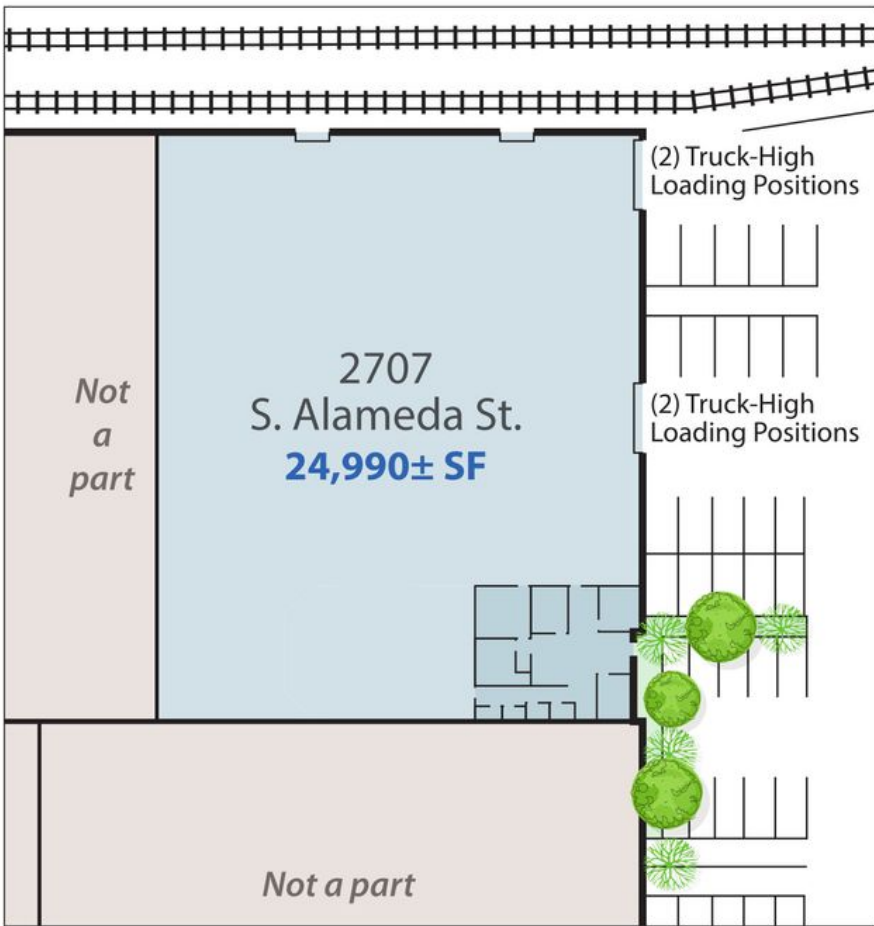 (2) Truck-High
Loading Positions
2707
S. Alameda St.
24,990± SF
Not
a
part
(2) Truck-High
Loading Positions
Not a part